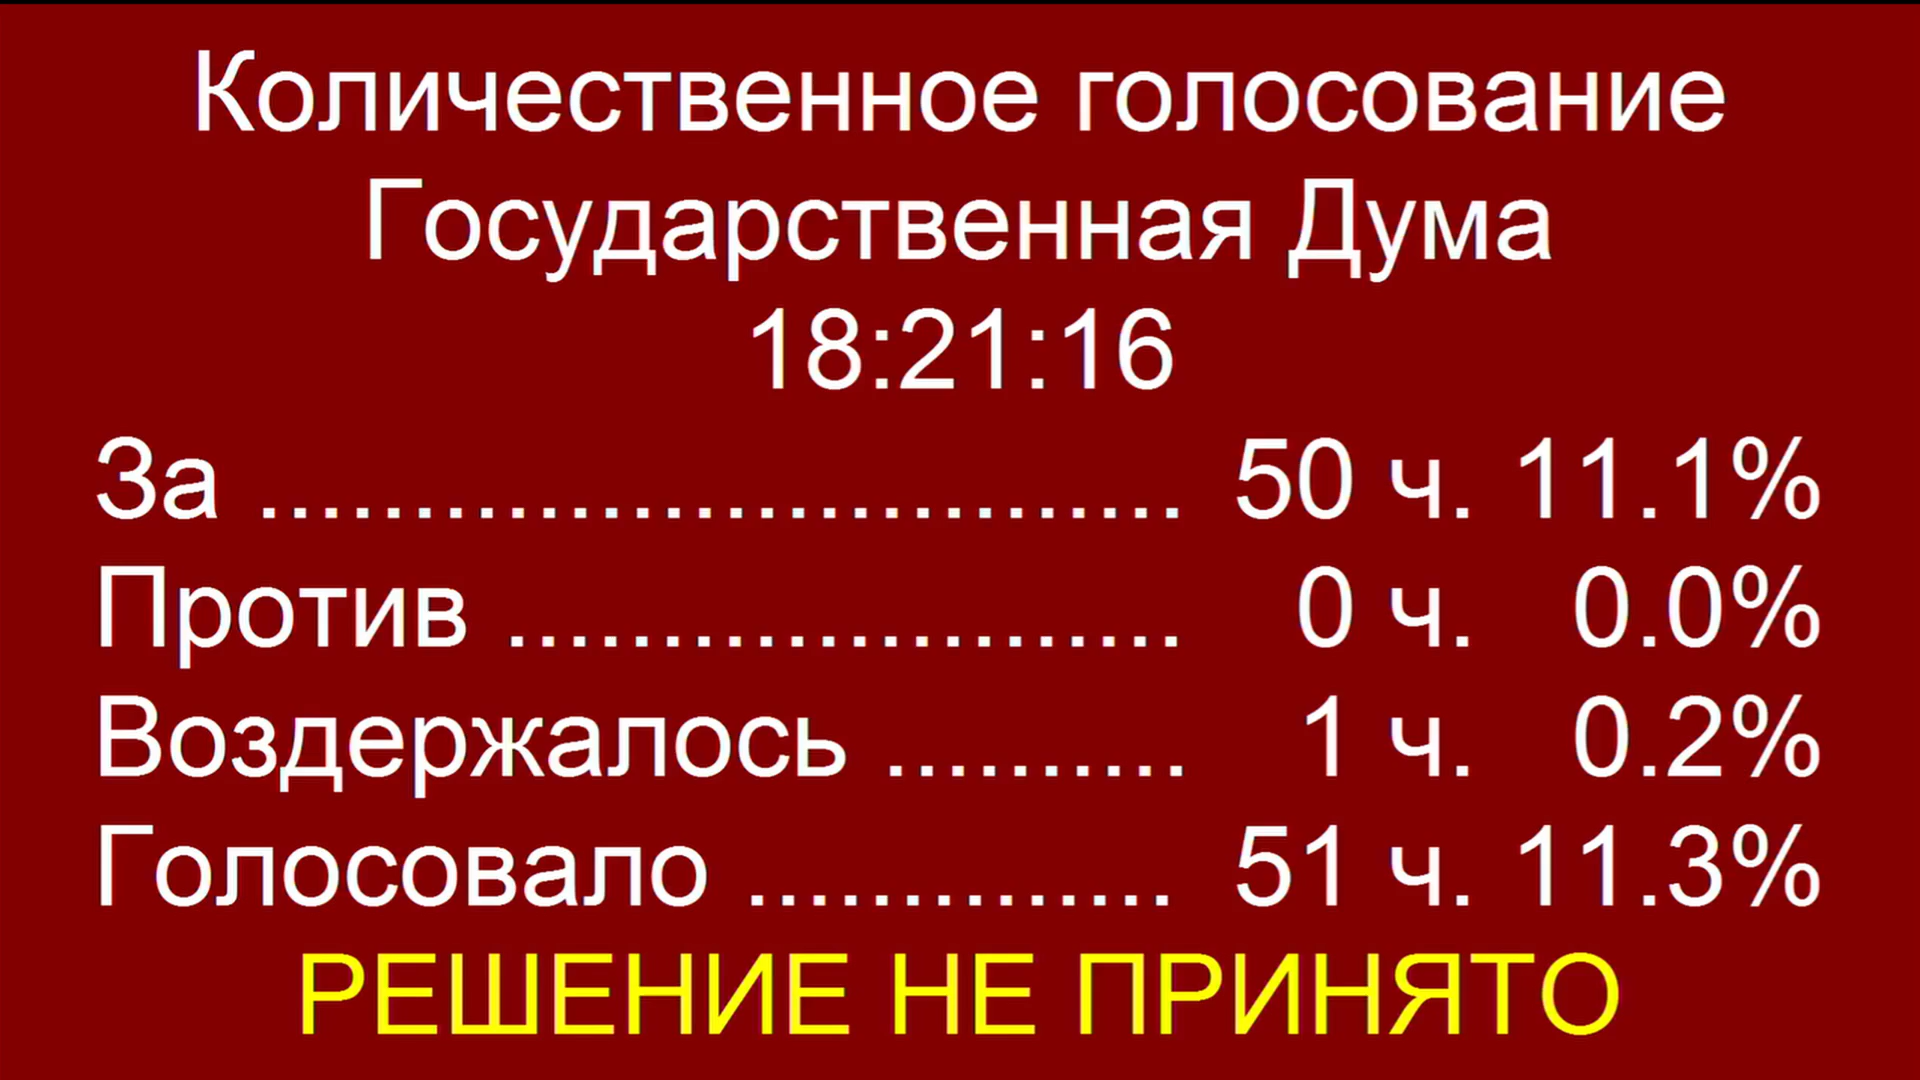 Количественное голосование
Государственная Дума
18:21:16
За .............................. 50 ч. 11.1%
Против ...................... 0 ч. 0.0%
Воздержалось .......... 1 ч. 0.2%
Голосовало .............. 51 ч. 11.3%
РЕШЕНИЕ НЕ ПРИНЯТО